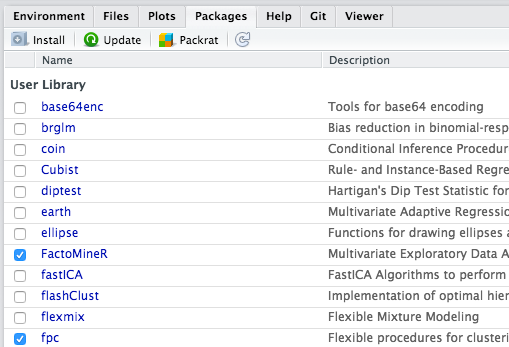 Environment Files Plots Packages Help Git Viewer
Install Update Packrat
Name Description
User Library
base64enc Tools for base64 encoding
brglm Bias reduction in binomial-resp
coin Conditional Inference Procedur
Cubist Rule- and Instance-Based Regre
diptest Hartigan's Dip Test Statistic for
earth Multivariate Adaptive Regressio
ellipse Functions for drawing ellipses a
FactoMineR Multivariate Exploratory Data A
fastICA FastICA Algorithms to perform
flashClust Implementation of optimal hier
flexmix Flexible Mixture Modeling
fpc Flexible procedures for clusteri